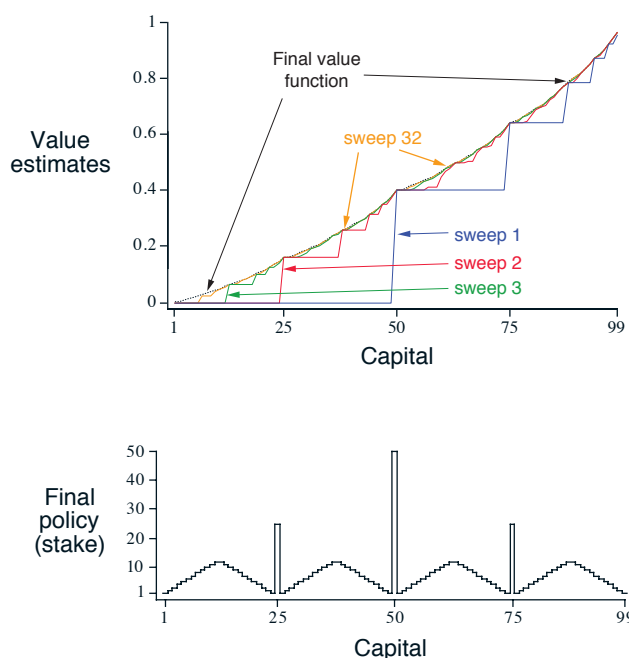 1
Final value
function
0.8
Value
estimates
0.6
sweep 32
0.4
sweep 1
0.2
sweep 2
sweep 3
0
1
25
50
75
99
Capital
50
40
Final
policy
(stake)
30
20
10
1
1
25
50
75
99
Capital